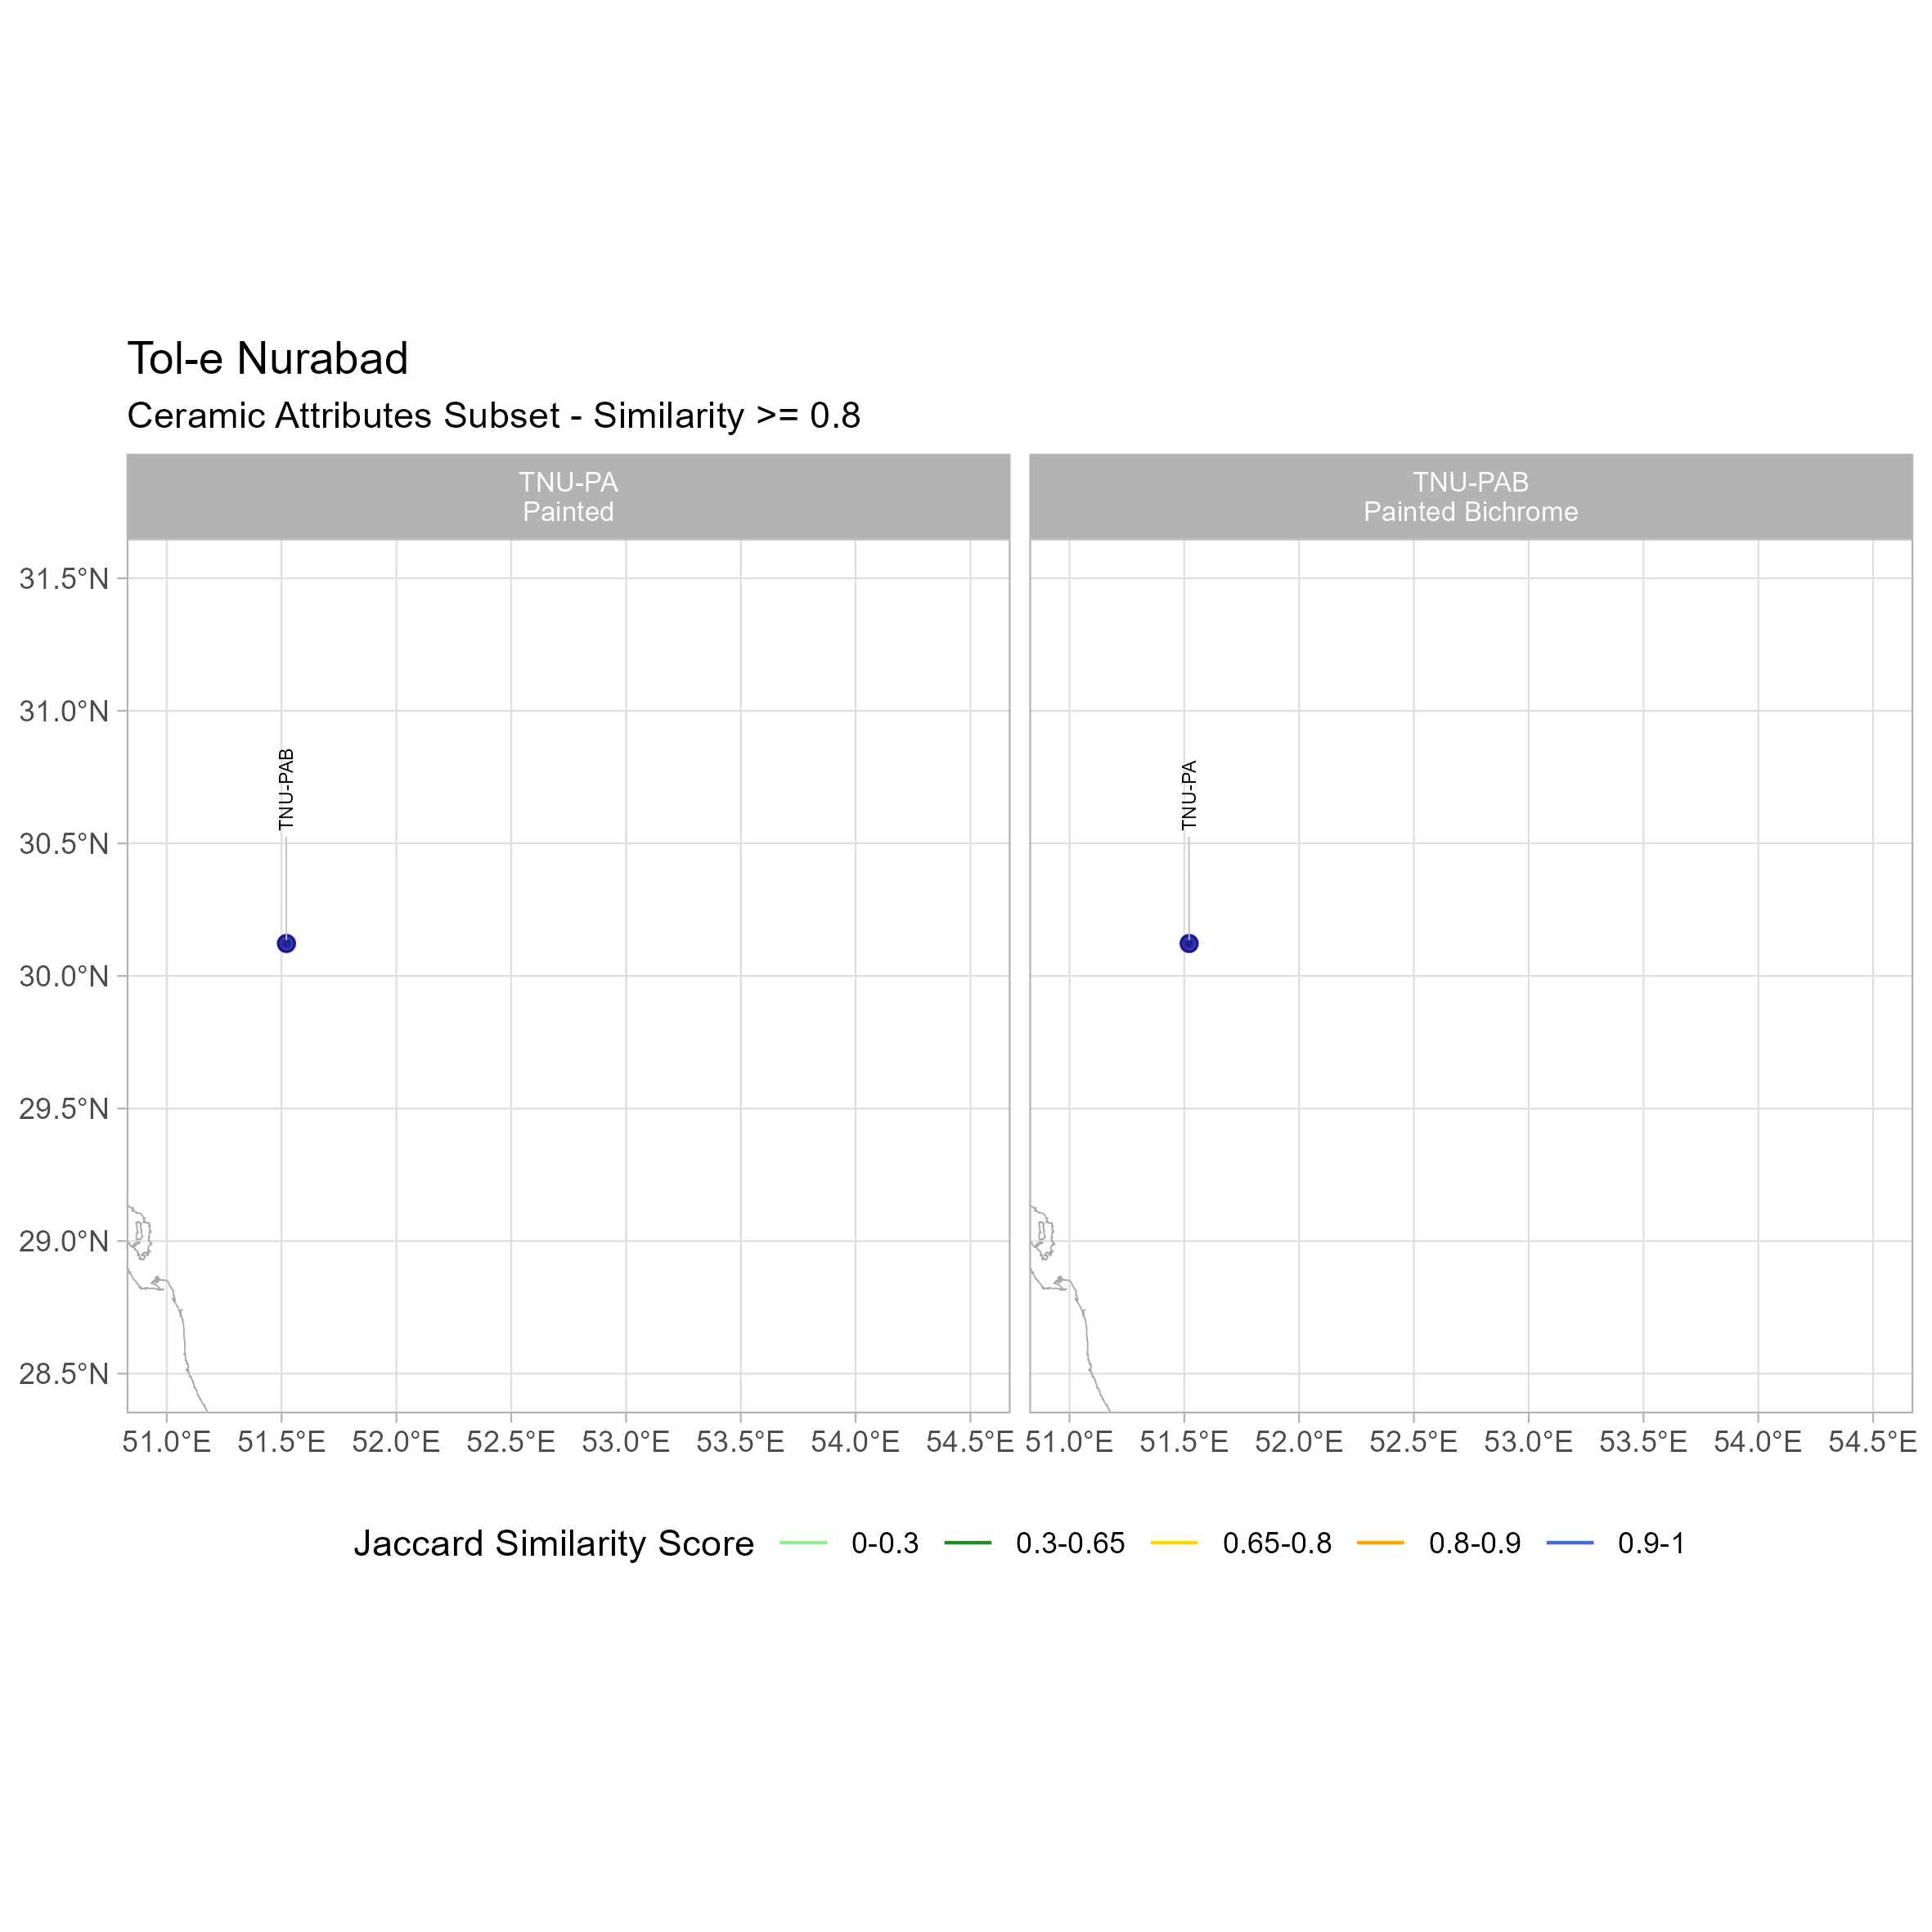 Tol-e Nurabad
Ceramic Attributes Subset - Similarity >= 0.8
TNU-PA
Painted
TNU-PAB
Painted Bichrome
31.5°N
31.0°N
30.5°N
30.0°N
29.5°N
29.0°N
28.5°N
TNU-PAB
TNU-PA
51.0°E 51.5°E 52.0°E 52.5°E 53.0°E 53.5°E 54.0°E 54.5°E 51.0°E 51.5°E 52.0°E 52.5°E 53.0°E 53.5°E 54.0°E 54.5°E
Jaccard Similarity Score 0-0.3 0.3-0.65 0.65-0.8 0.8-0.9 0.9-1